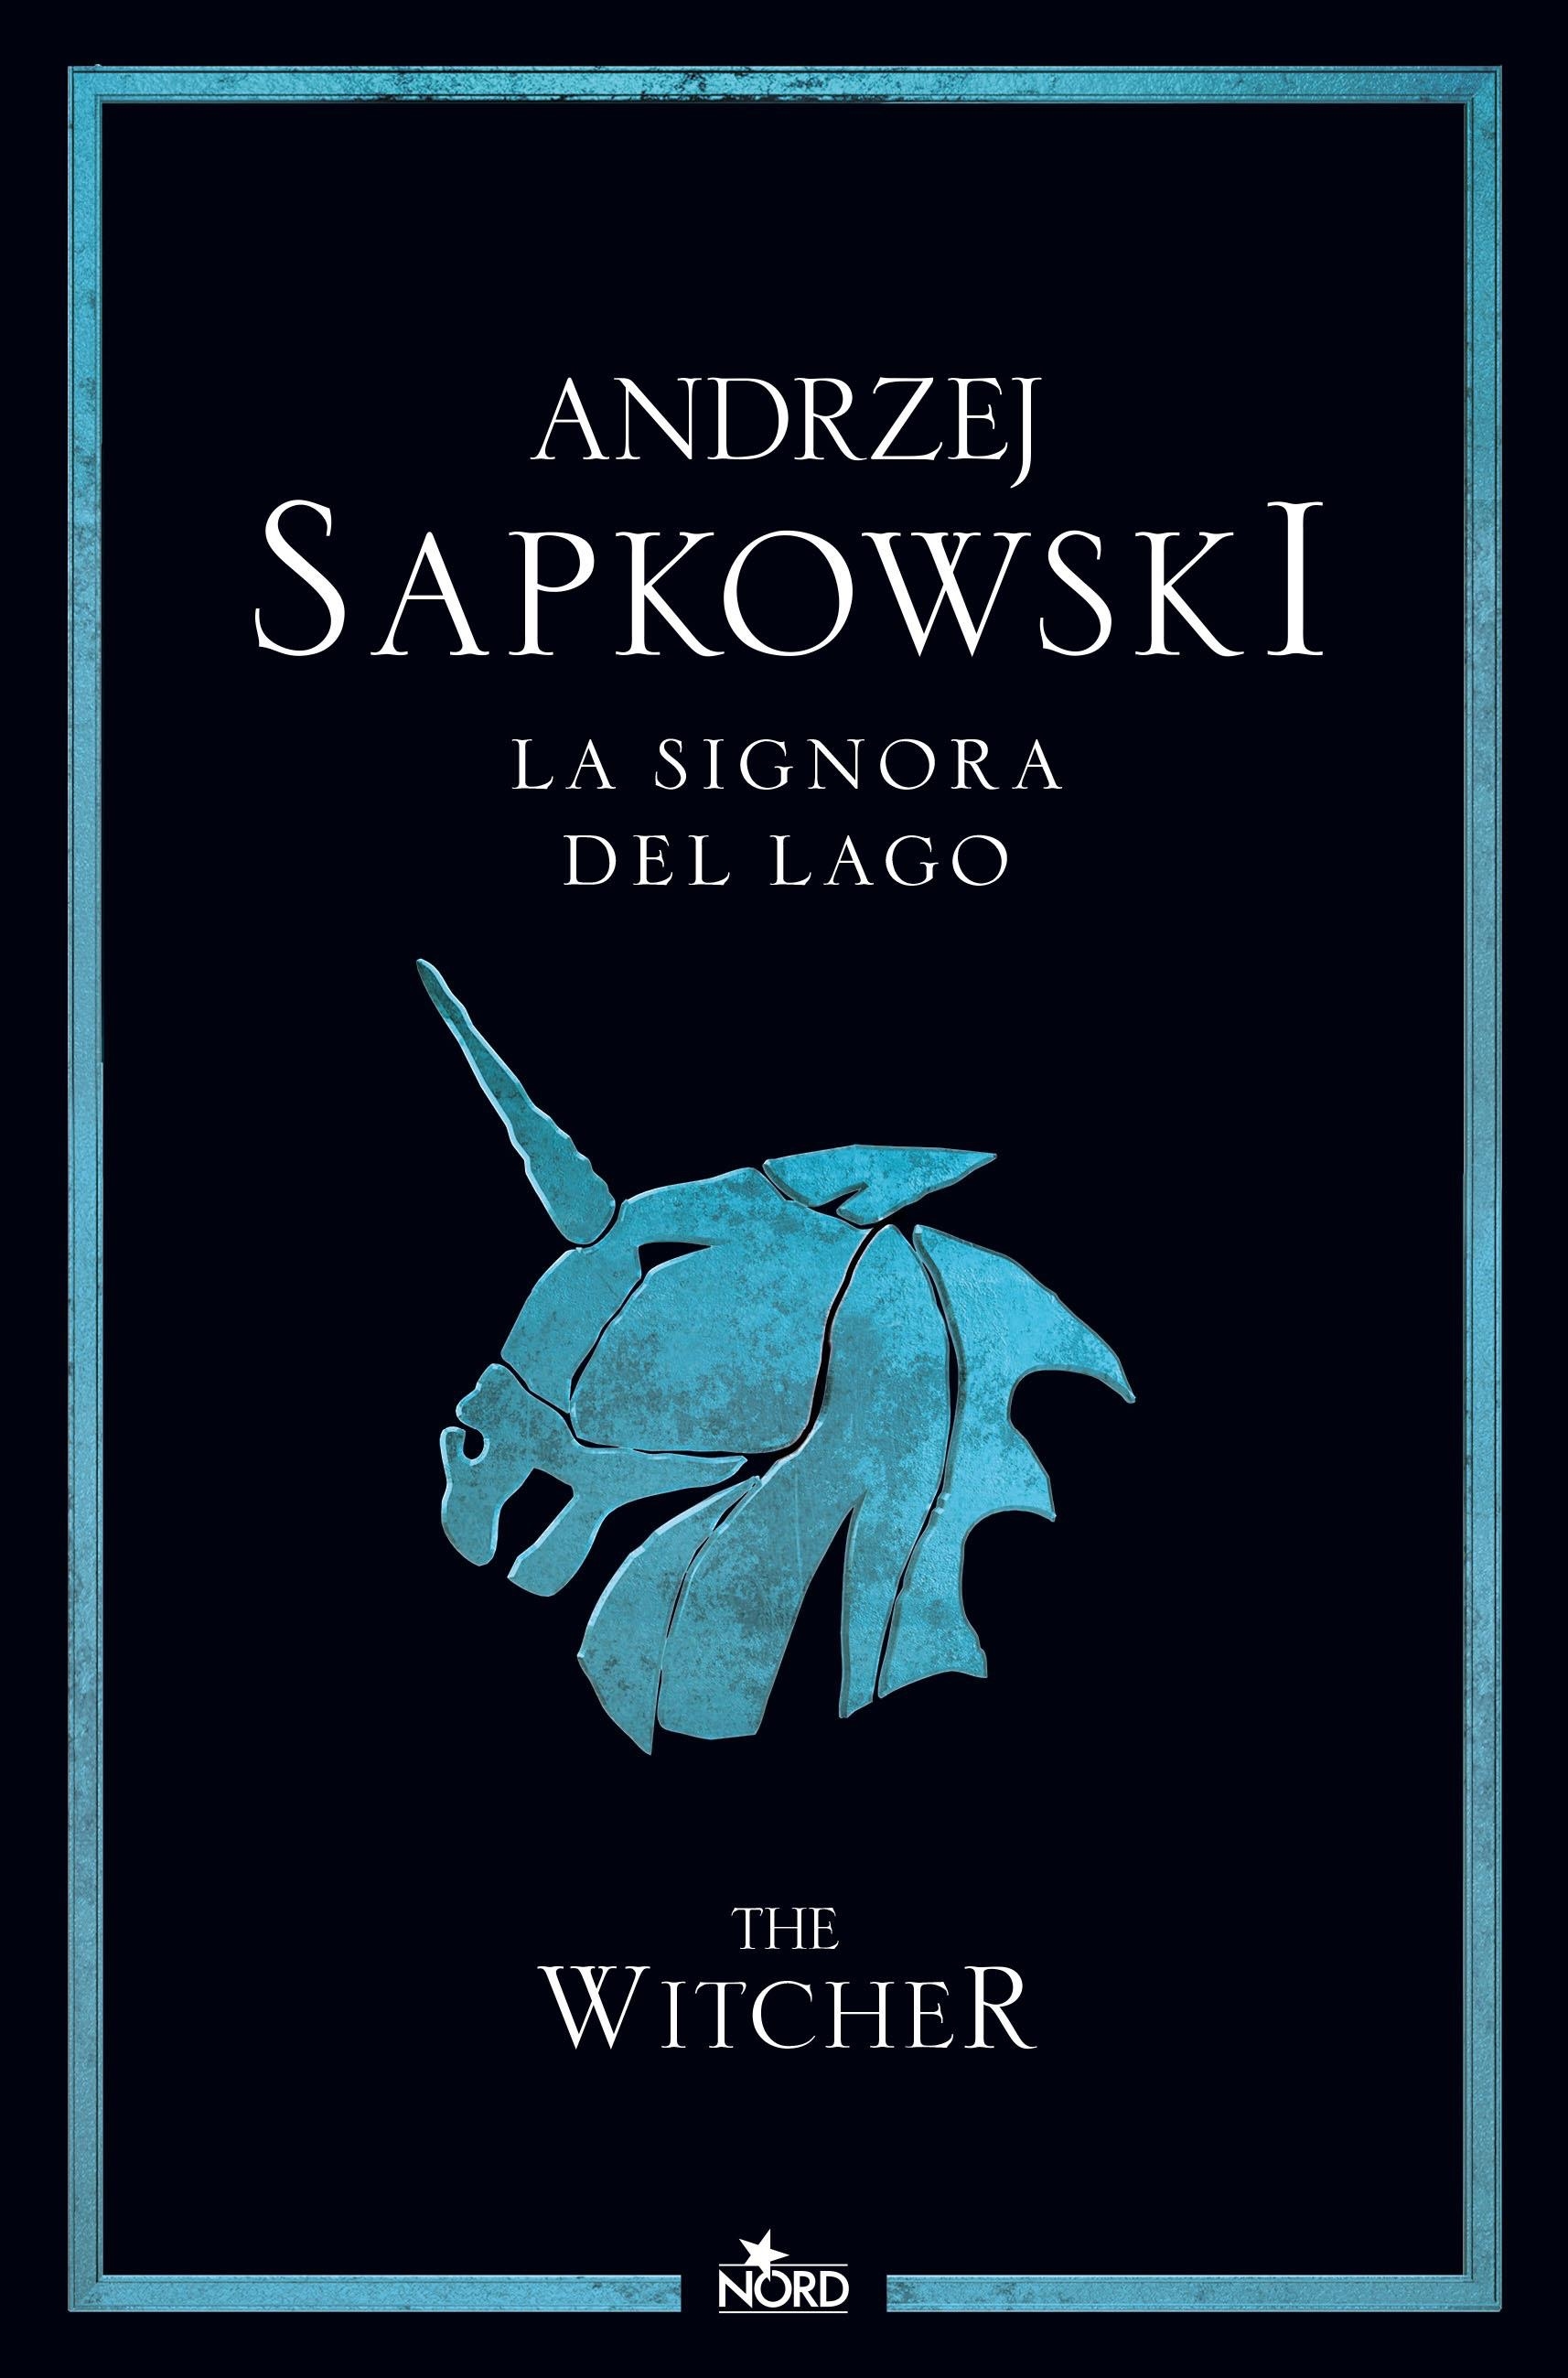 ANDRZEJ
SAPKOWSKI
LA SIGNORA
DEL LAGO
THE
WITCHER
NORD